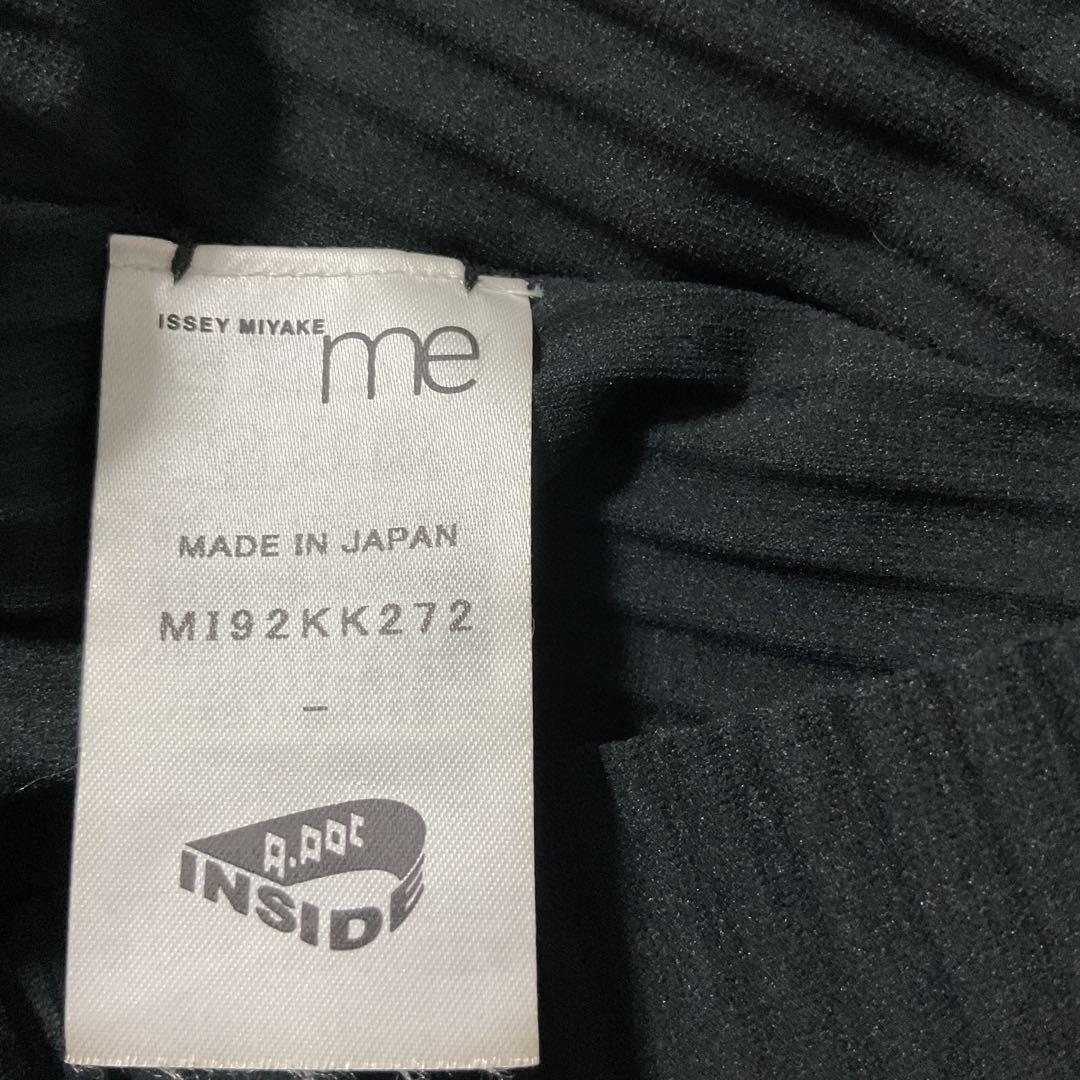 ISSEY MIYAKE
me
MADE IN JAPAN
MI92KK272
-
A.POC
INSIDE